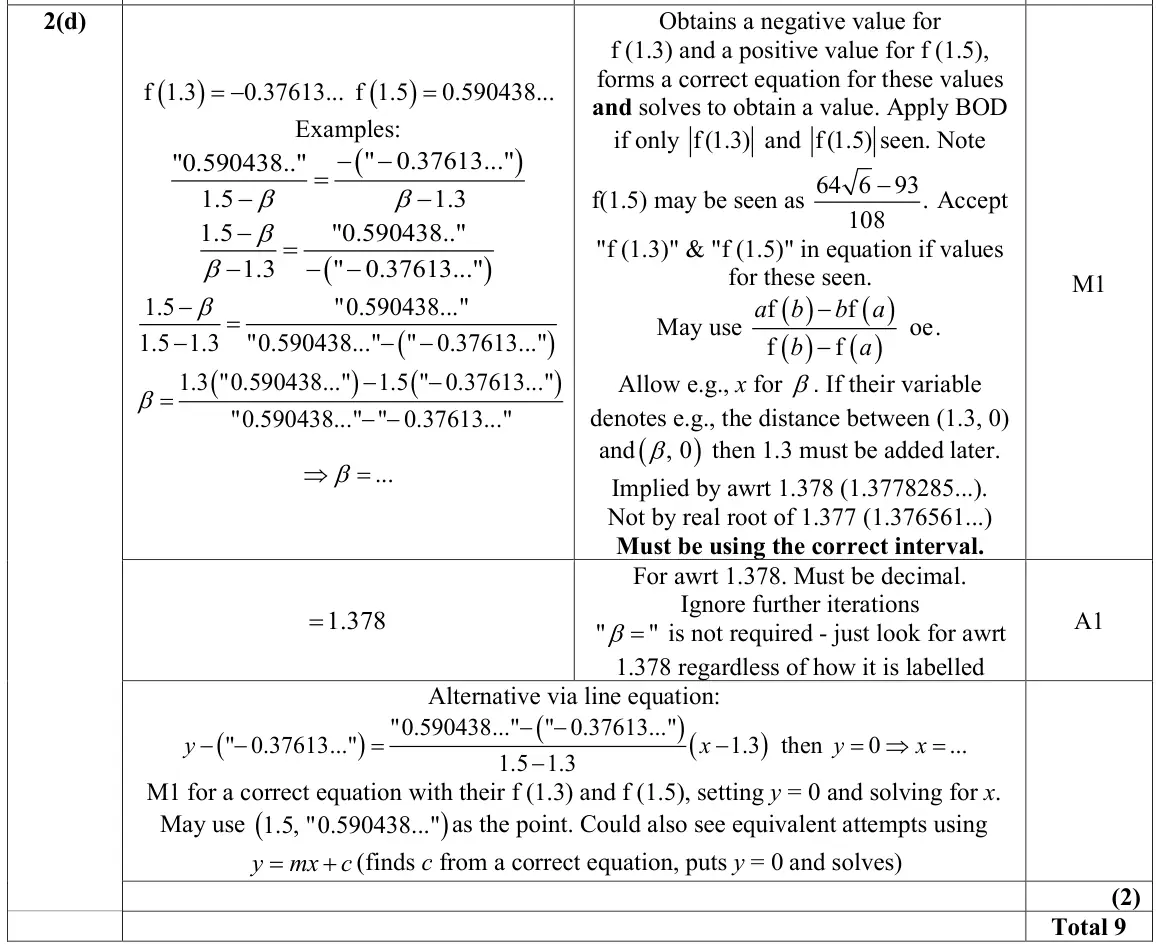 2(d)
f (1.3) = −0.37613... f (1.5) = 0.590438...
Examples:
"0.590438.."/(1.5 − β) = −("− 0.37613...")/(β − 1.3)
(1.5 − β)/(β − 1.3) = "0.590438.."/−("− 0.37613...")
(1.5 − β)/(1.5 − 1.3) = "0.590438..."/("0.590438..."−("− 0.37613..."))
β = (1.3("0.590438...")−1.5("− 0.37613..."))/("0.590438..."−"− 0.37613...")
⇒ β = ...
Obtains a negative value for
f (1.3) and a positive value for f (1.5),
forms a correct equation for these values
and solves to obtain a value. Apply BOD
if only |f (1.3)| and |f (1.5)| seen. Note
f(1.5) may be seen as (64√6 − 93)/108. Accept
"f (1.3)" & "f (1.5)" in equation if values
for these seen.
May use (af (b) − bf (a))/(f (b) − f (a)) oe.
Allow e.g., x for β . If their variable
denotes e.g., the distance between (1.3, 0)
and (β, 0) then 1.3 must be added later.
Implied by awrt 1.378 (1.3778285...).
Not by real root of 1.377 (1.376561...)
Must be using the correct interval.
M1
= 1.378
For awrt 1.378. Must be decimal.
Ignore further iterations
"β =" is not required - just look for awrt
1.378 regardless of how it is labelled
A1
Alternative via line equation:
y −("− 0.37613...") = ("0.590438..."−("− 0.37613..."))/(1.5 − 1.3) (x − 1.3) then y = 0 ⇒ x = ...
M1 for a correct equation with their f (1.3) and f (1.5), setting y = 0 and solving for x.
May use (1.5, "0.590438...") as the point. Could also see equivalent attempts using
y = mx + c (finds c from a correct equation, puts y = 0 and solves)
(2)
Total 9